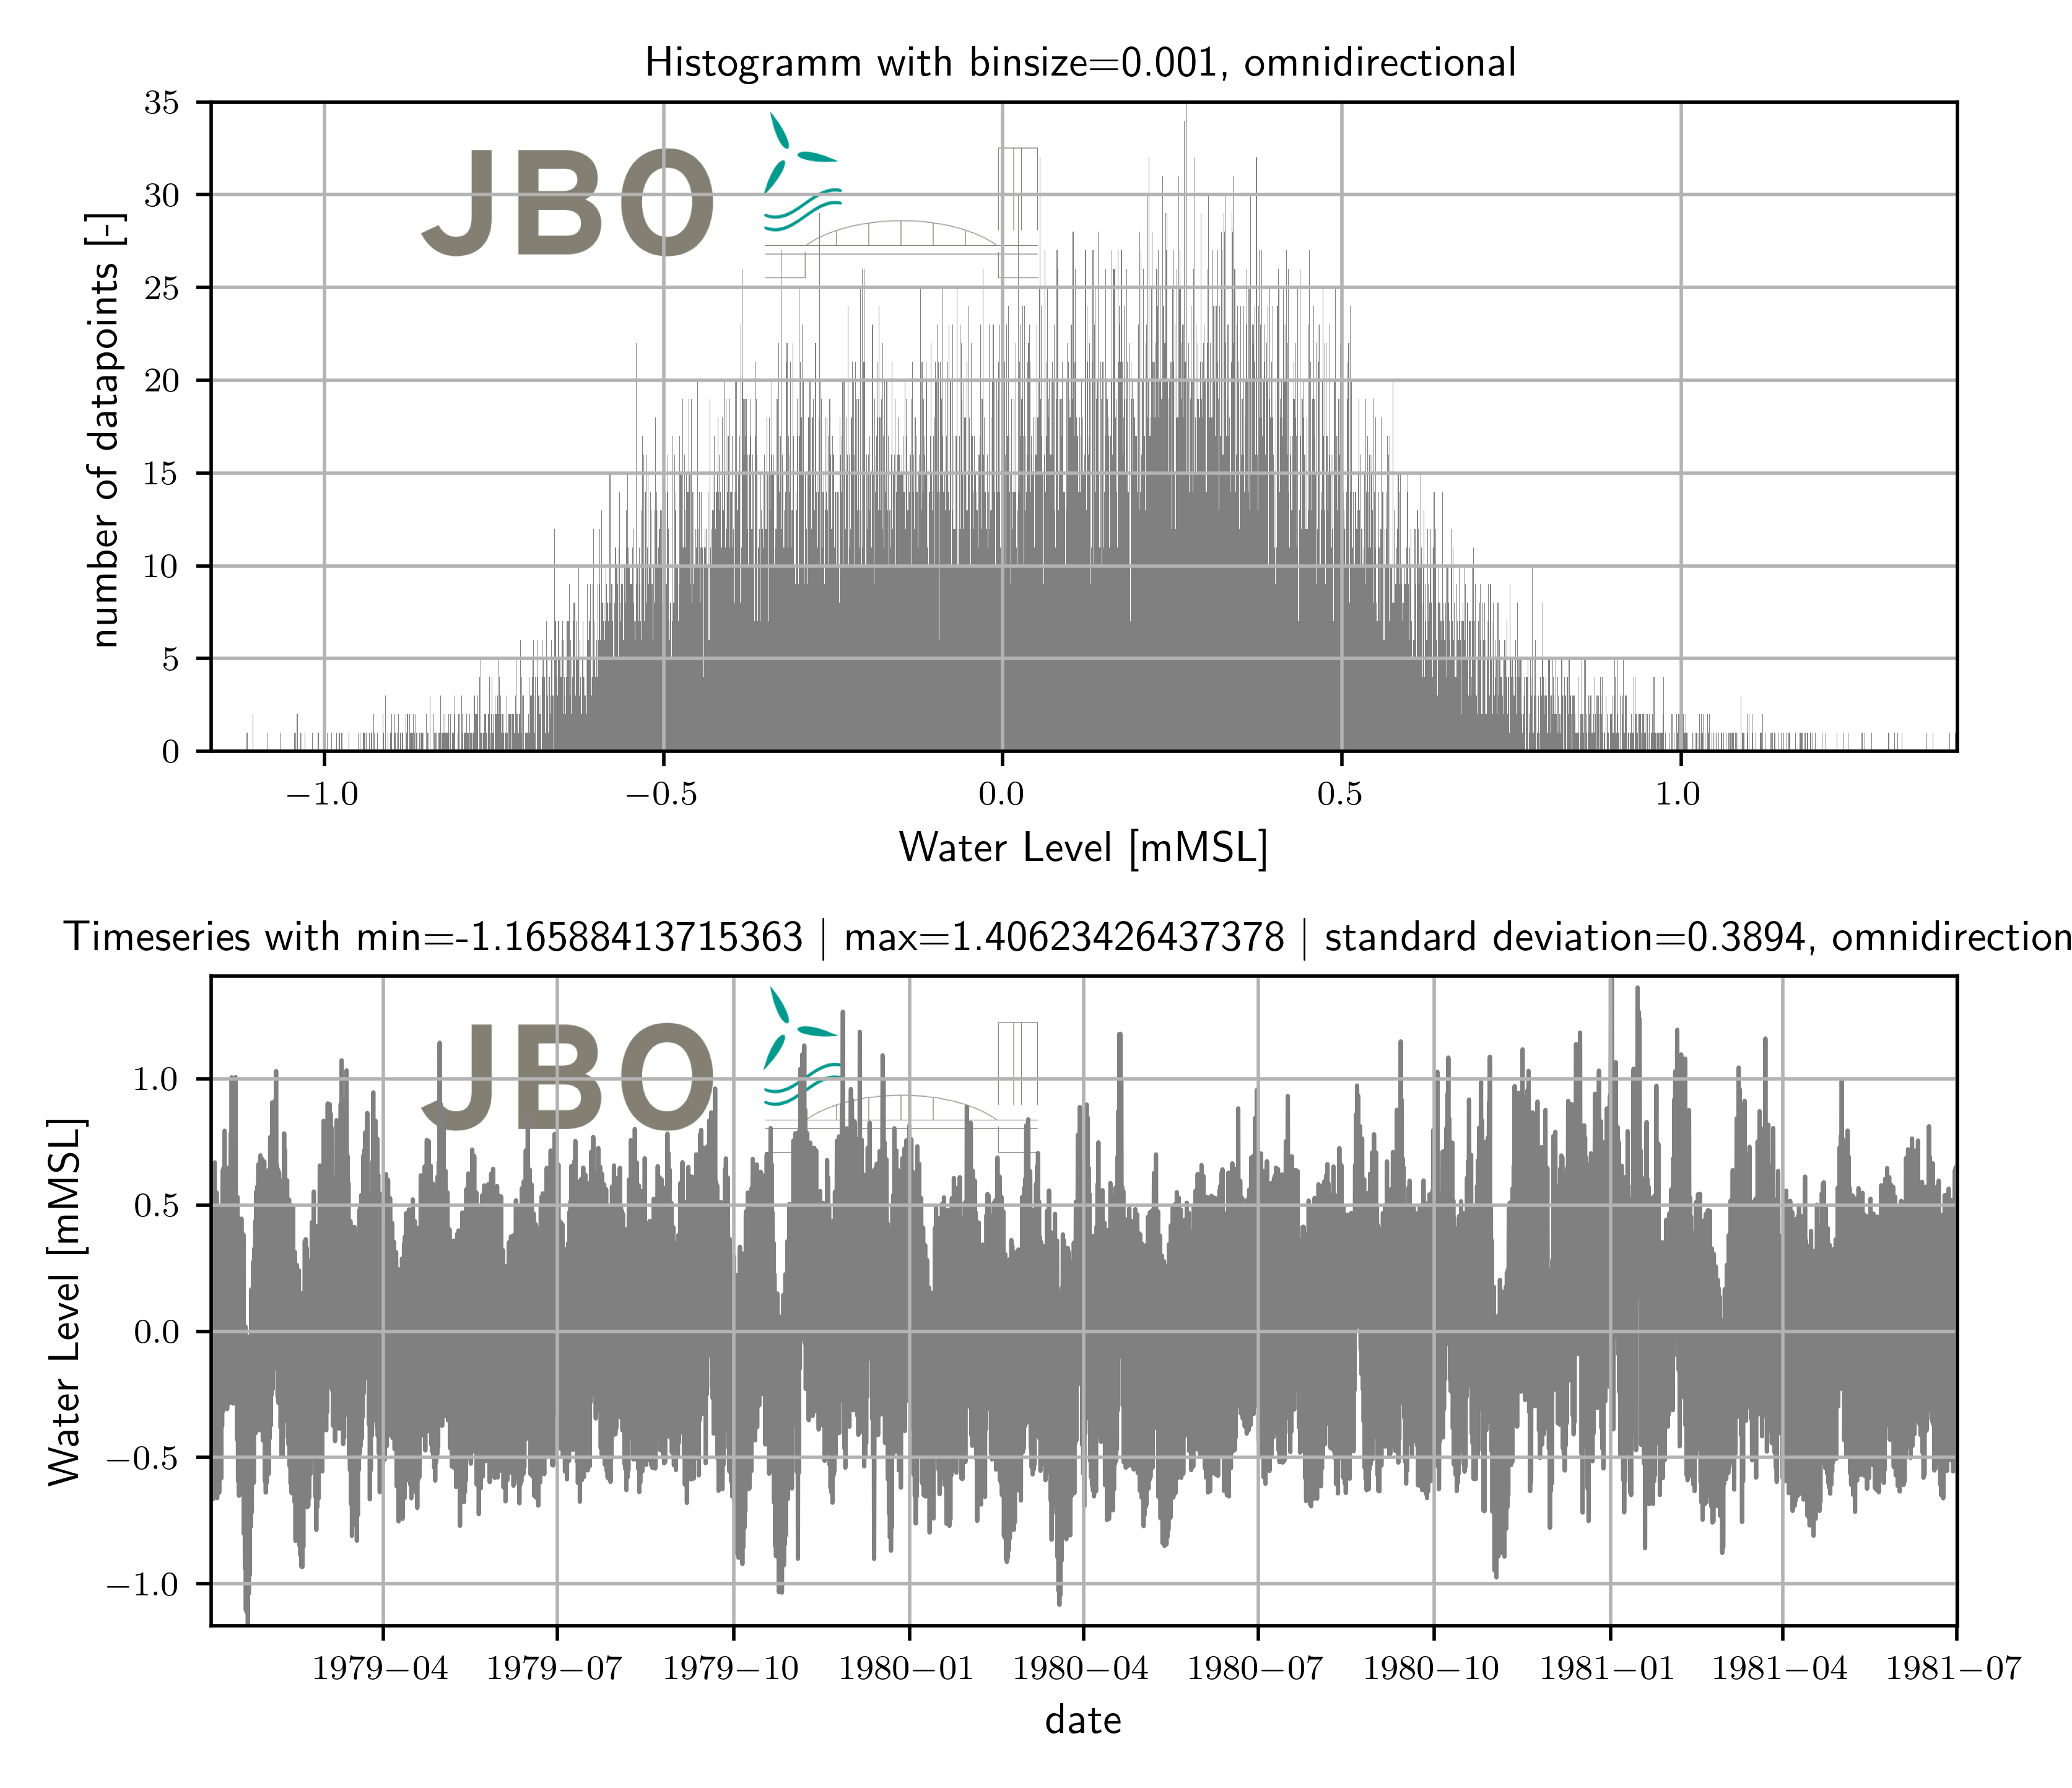 Histogramm with binsize=0.001, omnidirectional
number of datapoints [-]
35
30
25
20
15
10
5
0
JBO
−1.0 −0.5 0.0 0.5 1.0
Water Level [mMSL]
Timeseries with min=-1.16588413715363 | max=1.40623426437378 | standard deviation=0.3894, omnidirection
Water Level [mMSL]
1.0
0.5
0.0
−0.5
−1.0
JBO
1979−04 1979−07 1979−10 1980−01 1980−04 1980−07 1980−10 1981−01 1981−04 1981−07
date